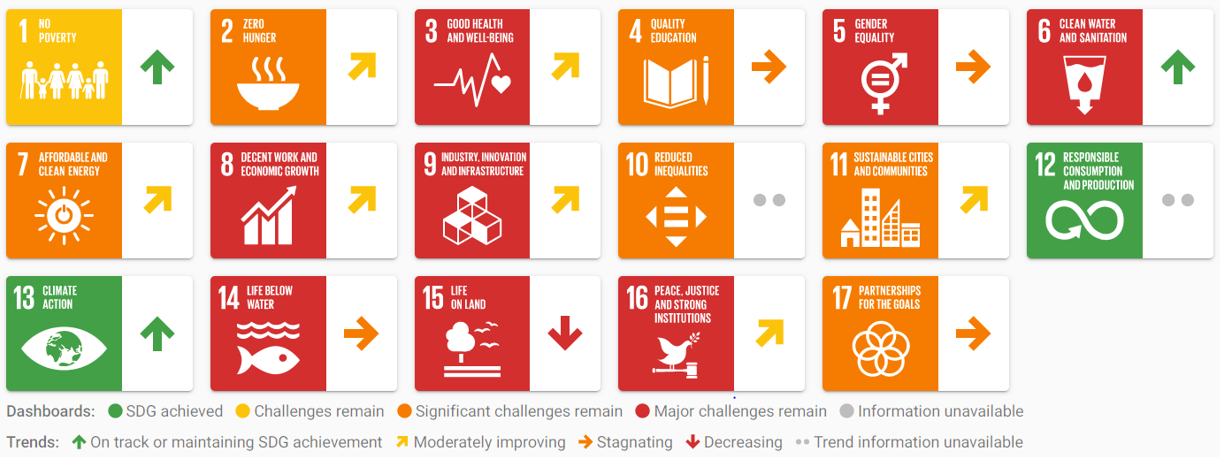 1 NO POVERTY
2 ZERO HUNGER
3 GOOD HEALTH AND WELL-BEING
4 QUALITY EDUCATION
5 GENDER EQUALITY
6 CLEAN WATER AND SANITATION
7 AFFORDABLE AND CLEAN ENERGY
8 DECENT WORK AND ECONOMIC GROWTH
9 INDUSTRY, INNOVATION AND INFRASTRUCTURE
10 REDUCED INEQUALITIES
11 SUSTAINABLE CITIES AND COMMUNITIES
12 RESPONSIBLE CONSUMPTION AND PRODUCTION
13 CLIMATE ACTION
14 LIFE BELOW WATER
15 LIFE ON LAND
16 PEACE, JUSTICE AND STRONG INSTITUTIONS
17 PARTNERSHIPS FOR THE GOALS
Dashboards: SDG achieved Challenges remain Significant challenges remain Major challenges remain Information unavailable
Trends: On track or maintaining SDG achievement Moderately improving Stagnating Decreasing Trend information unavailable